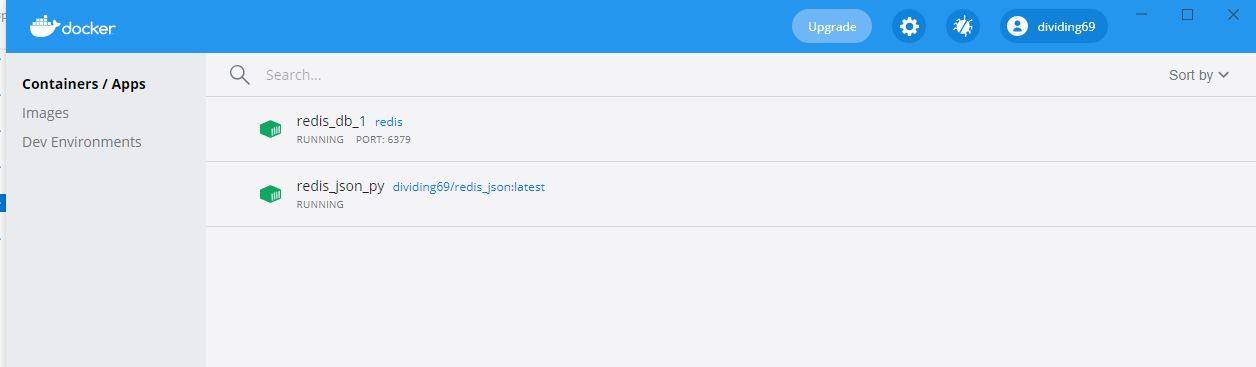 docker
Upgrade
dividing69
Containers / Apps
Images
Dev Environments
Search...
Sort by
redis_db_1 redis
RUNNING PORT: 6379
redis_json_py dividing69/redis_json:latest
RUNNING